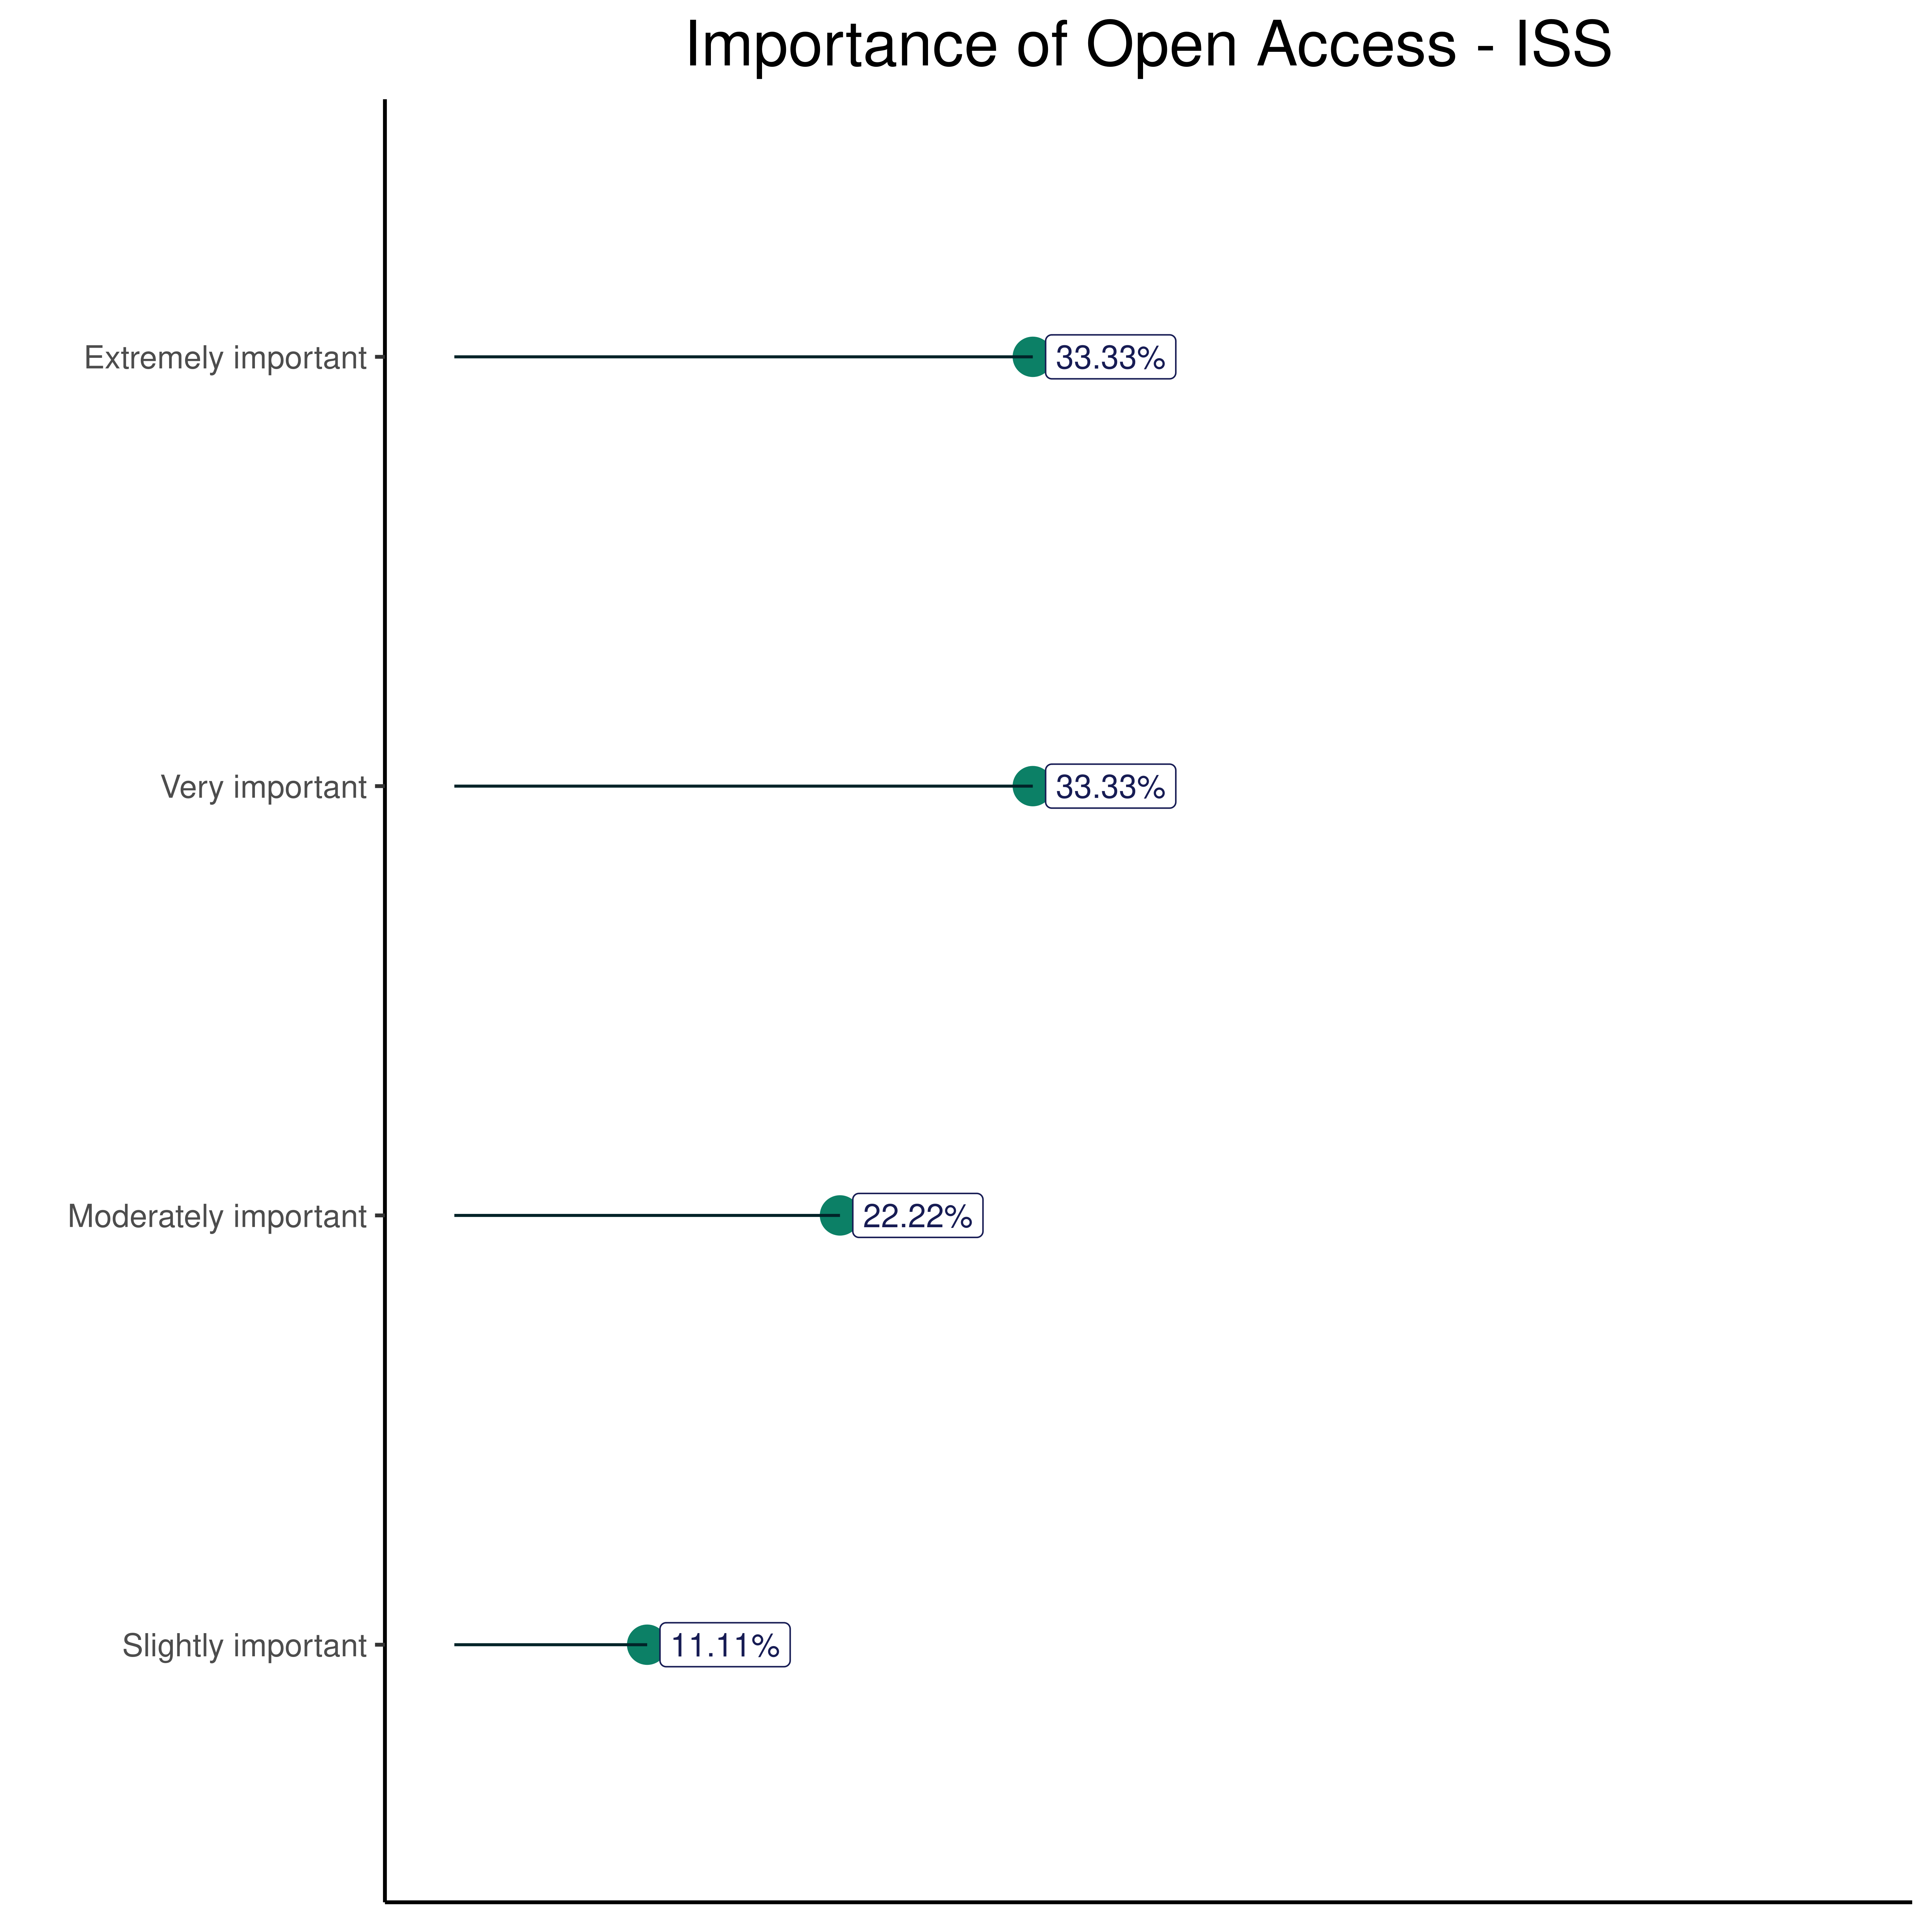 Importance of Open Access - ISS
Extremely important
33.33%
Very important
33.33%
Moderately important
22.22%
Slightly important
11.11%